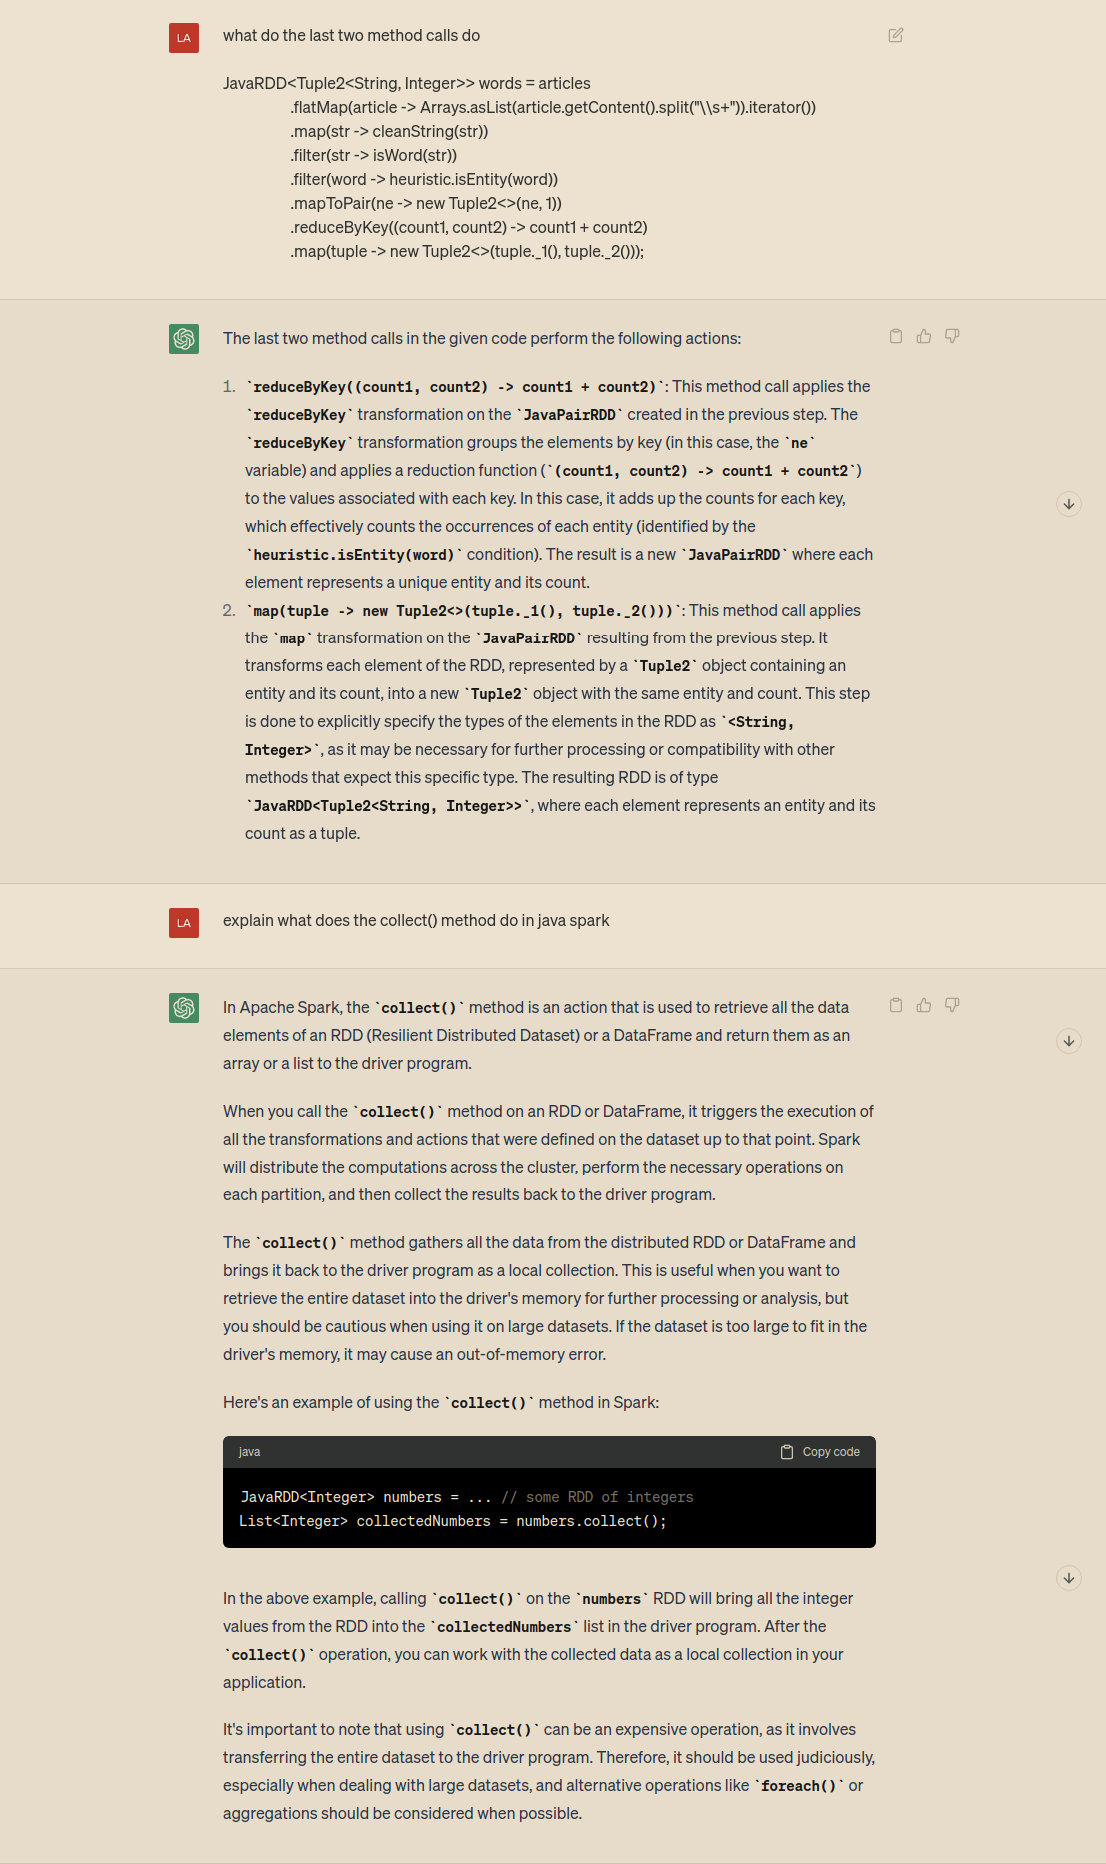 LA
what do the last two method calls do
JavaRDD<Tuple2<String, Integer>> words = articles
.flatMap(article -> Arrays.asList(article.getContent().split("\\s+")).iterator())
.map(str -> cleanString(str))
.filter(str -> isWord(str))
.filter(word -> heuristic.isEntity(word))
.mapToPair(ne -> new Tuple2<>(ne, 1))
.reduceByKey((count1, count2) -> count1 + count2)
.map(tuple -> new Tuple2<>(tuple._1(), tuple._2()));
The last two method calls in the given code perform the following actions:
1. `reduceByKey((count1, count2) -> count1 + count2)`: This method call applies the
`reduceByKey` transformation on the `JavaPairRDD` created in the previous step. The
`reduceByKey` transformation groups the elements by key (in this case, the `ne`
variable) and applies a reduction function (`(count1, count2) -> count1 + count2`)
to the values associated with each key. In this case, it adds up the counts for each key,
which effectively counts the occurrences of each entity (identified by the
`heuristic.isEntity(word)` condition). The result is a new `JavaPairRDD` where each
element represents a unique entity and its count.
2. `map(tuple -> new Tuple2<>(tuple._1(), tuple._2()))`: This method call applies
the `map` transformation on the `JavaPairRDD` resulting from the previous step. It
transforms each element of the RDD, represented by a `Tuple2` object containing an
entity and its count, into a new `Tuple2` object with the same entity and count. This step
is done to explicitly specify the types of the elements in the RDD as `<String,
Integer>`, as it may be necessary for further processing or compatibility with other
methods that expect this specific type. The resulting RDD is of type
`JavaRDD<Tuple2<String, Integer>>`, where each element represents an entity and its
count as a tuple.
LA
explain what does the collect() method do in java spark
In Apache Spark, the `collect()` method is an action that is used to retrieve all the data
elements of an RDD (Resilient Distributed Dataset) or a DataFrame and return them as an
array or a list to the driver program.
When you call the `collect()` method on an RDD or DataFrame, it triggers the execution of
all the transformations and actions that were defined on the dataset up to that point. Spark
will distribute the computations across the cluster, perform the necessary operations on
each partition, and then collect the results back to the driver program.
The `collect()` method gathers all the data from the distributed RDD or DataFrame and
brings it back to the driver program as a local collection. This is useful when you want to
retrieve the entire dataset into the driver's memory for further processing or analysis, but
you should be cautious when using it on large datasets. If the dataset is too large to fit in the
driver's memory, it may cause an out-of-memory error.
Here's an example of using the `collect()` method in Spark:
java
Copy code
JavaRDD<Integer> numbers = ... // some RDD of integers
List<Integer> collectedNumbers = numbers.collect();
In the above example, calling `collect()` on the `numbers` RDD will bring all the integer
values from the RDD into the `collectedNumbers` list in the driver program. After the
`collect()` operation, you can work with the collected data as a local collection in your
application.
It's important to note that using `collect()` can be an expensive operation, as it involves
transferring the entire dataset to the driver program. Therefore, it should be used judiciously,
especially when dealing with large datasets, and alternative operations like `foreach()` or
aggregations should be considered when possible.